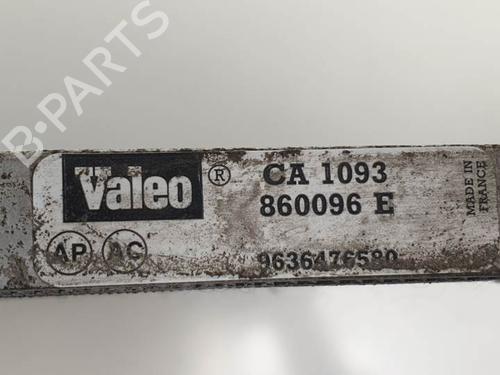 B-PARTS
Valeo ® CA 1093
860096 E
AP AC
9636476580
MADE IN
FRANCE